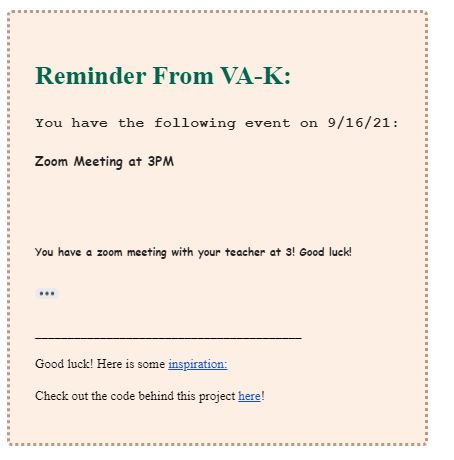 Reminder From VA-K:
You have the following event on 9/16/21:
Zoom Meeting at 3PM
You have a zoom meeting with your teacher at 3! Good luck!
•••
________________________________________
Good luck! Here is some inspiration:
Check out the code behind this project here!